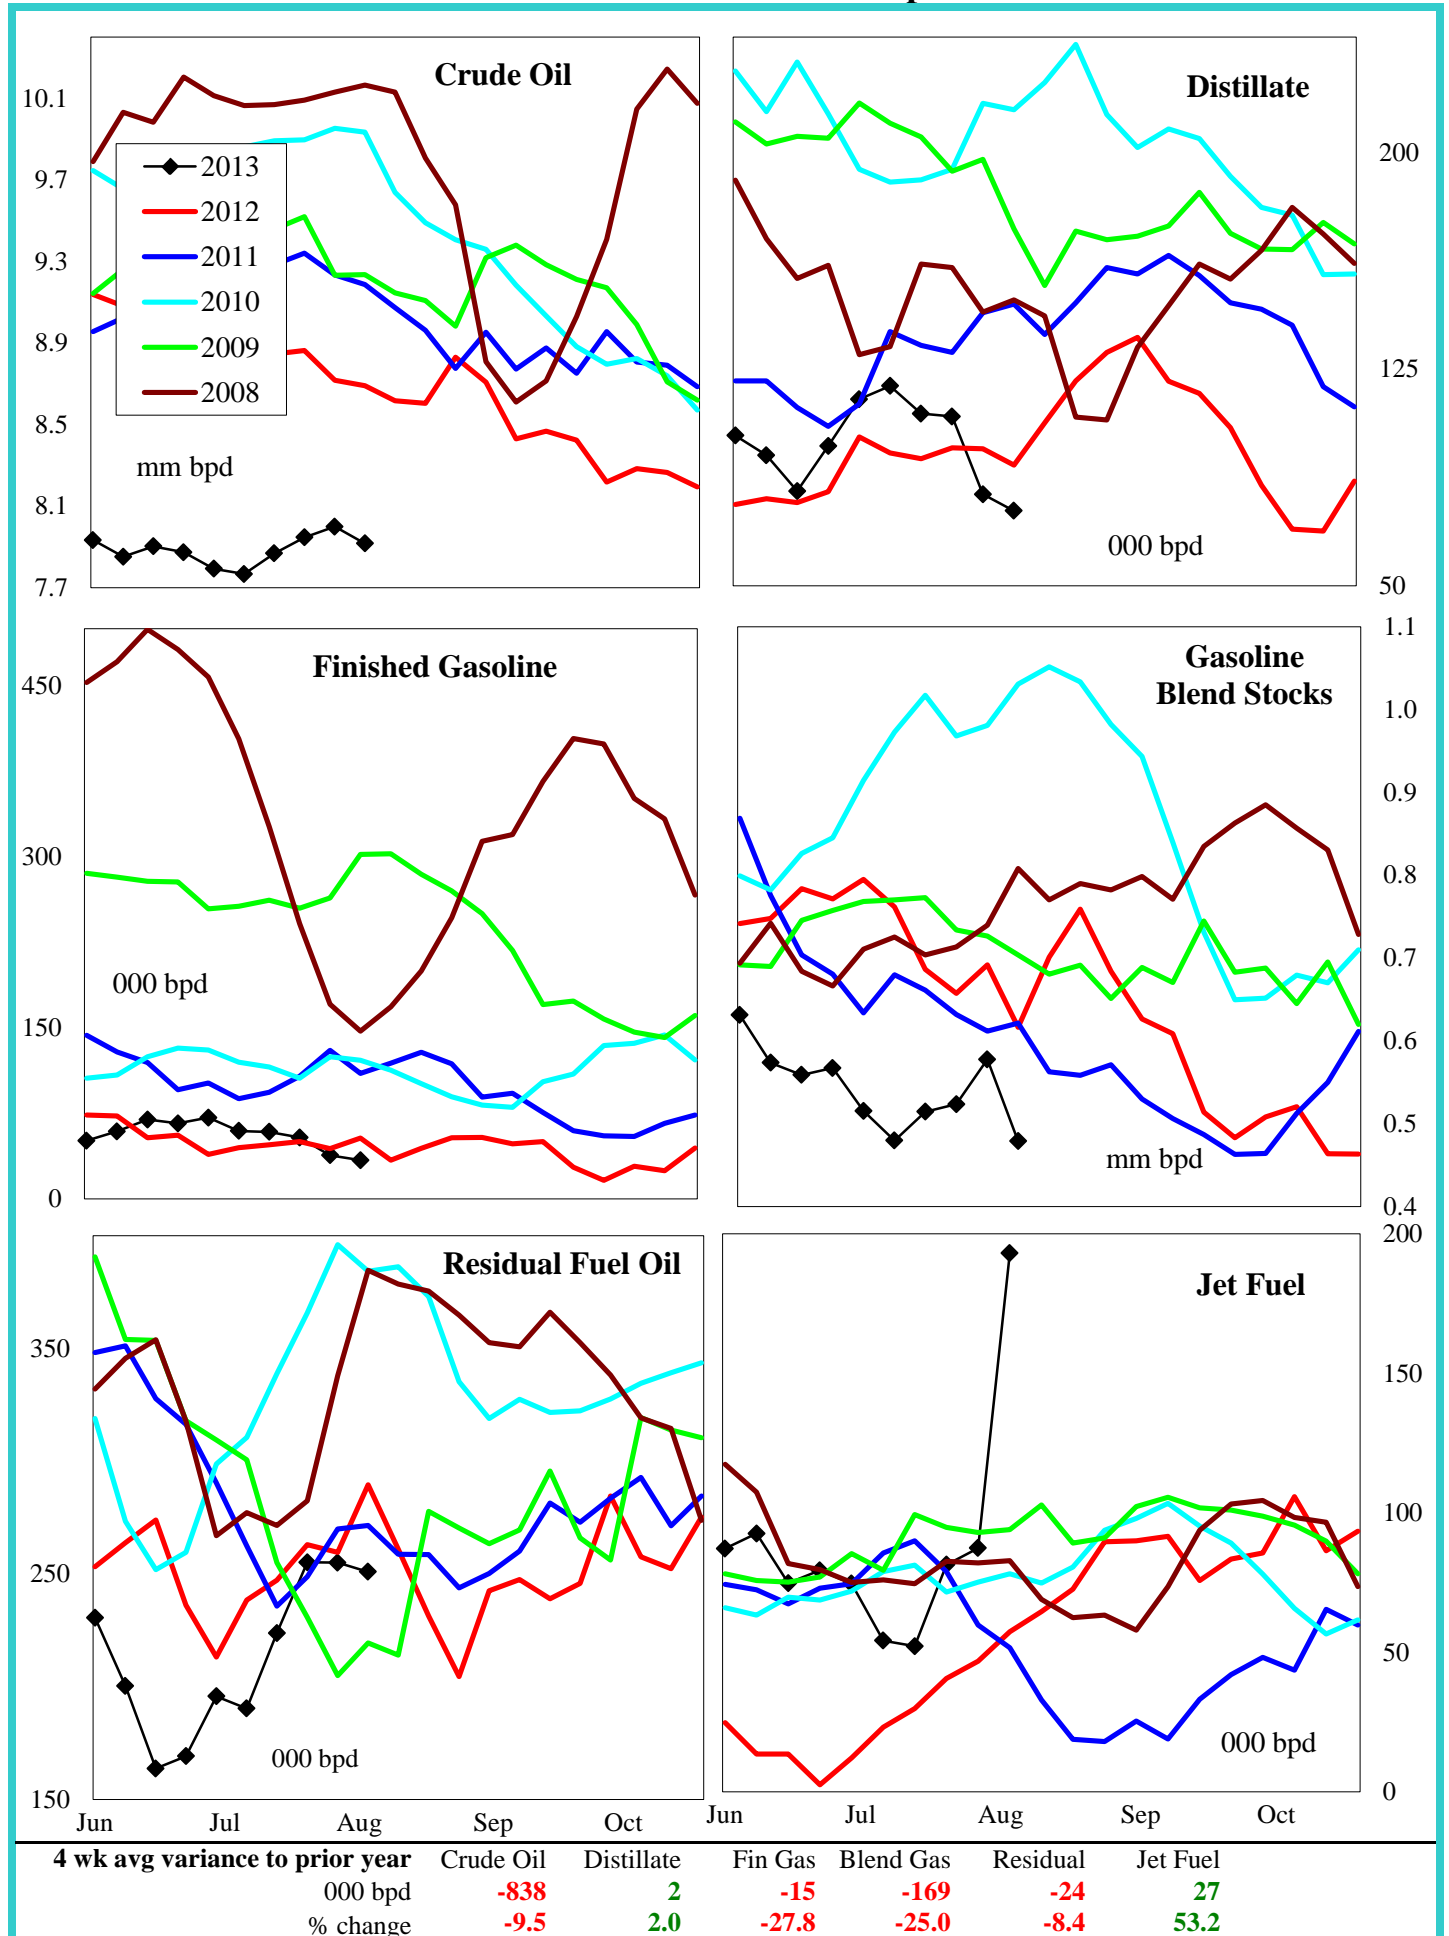 Crude Oil
10.1
9.7
9.3
8.9
8.5
8.1
7.7
2013
2012
2011
2010
2009
2008
mm bpd
Distillate
200
125
50
000 bpd
Finished Gasoline
450
300
150
0
000 bpd
Gasoline
Blend Stocks
1.1
1.0
0.9
0.8
0.7
0.6
0.5
0.4
mm bpd
Residual Fuel Oil
350
250
150
000 bpd
Jun Jul Aug Sep Oct
Jet Fuel
200
150
100
50
0
000 bpd
Jun Jul Aug Sep Oct
4 wk avg variance to prior year Crude Oil Distillate Fin Gas Blend Gas Residual Jet Fuel
000 bpd -838 2 -15 -169 -24 27
% change -9.5 2.0 -27.8 -25.0 -8.4 53.2